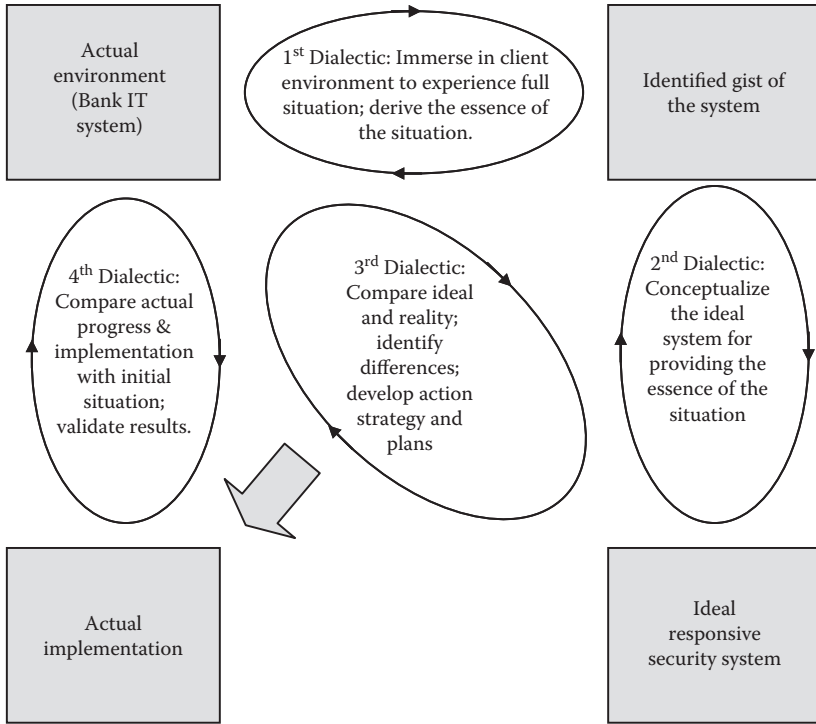 Actual
environment
(Bank IT
system)
1st Dialectic: Immerse in client
environment to experience full
situation; derive the essence of
the situation.
Identified gist of
the system
4th Dialectic:
Compare actual
progress &
implementation
with initial
situation;
validate results.
3rd Dialectic:
Compare ideal
and reality;
identify
differences;
develop action
strategy and
plans
2nd Dialectic:
Conceptualize
the ideal
system for
providing the
essence of the
situation
Actual
implementation
Ideal
responsive
security system